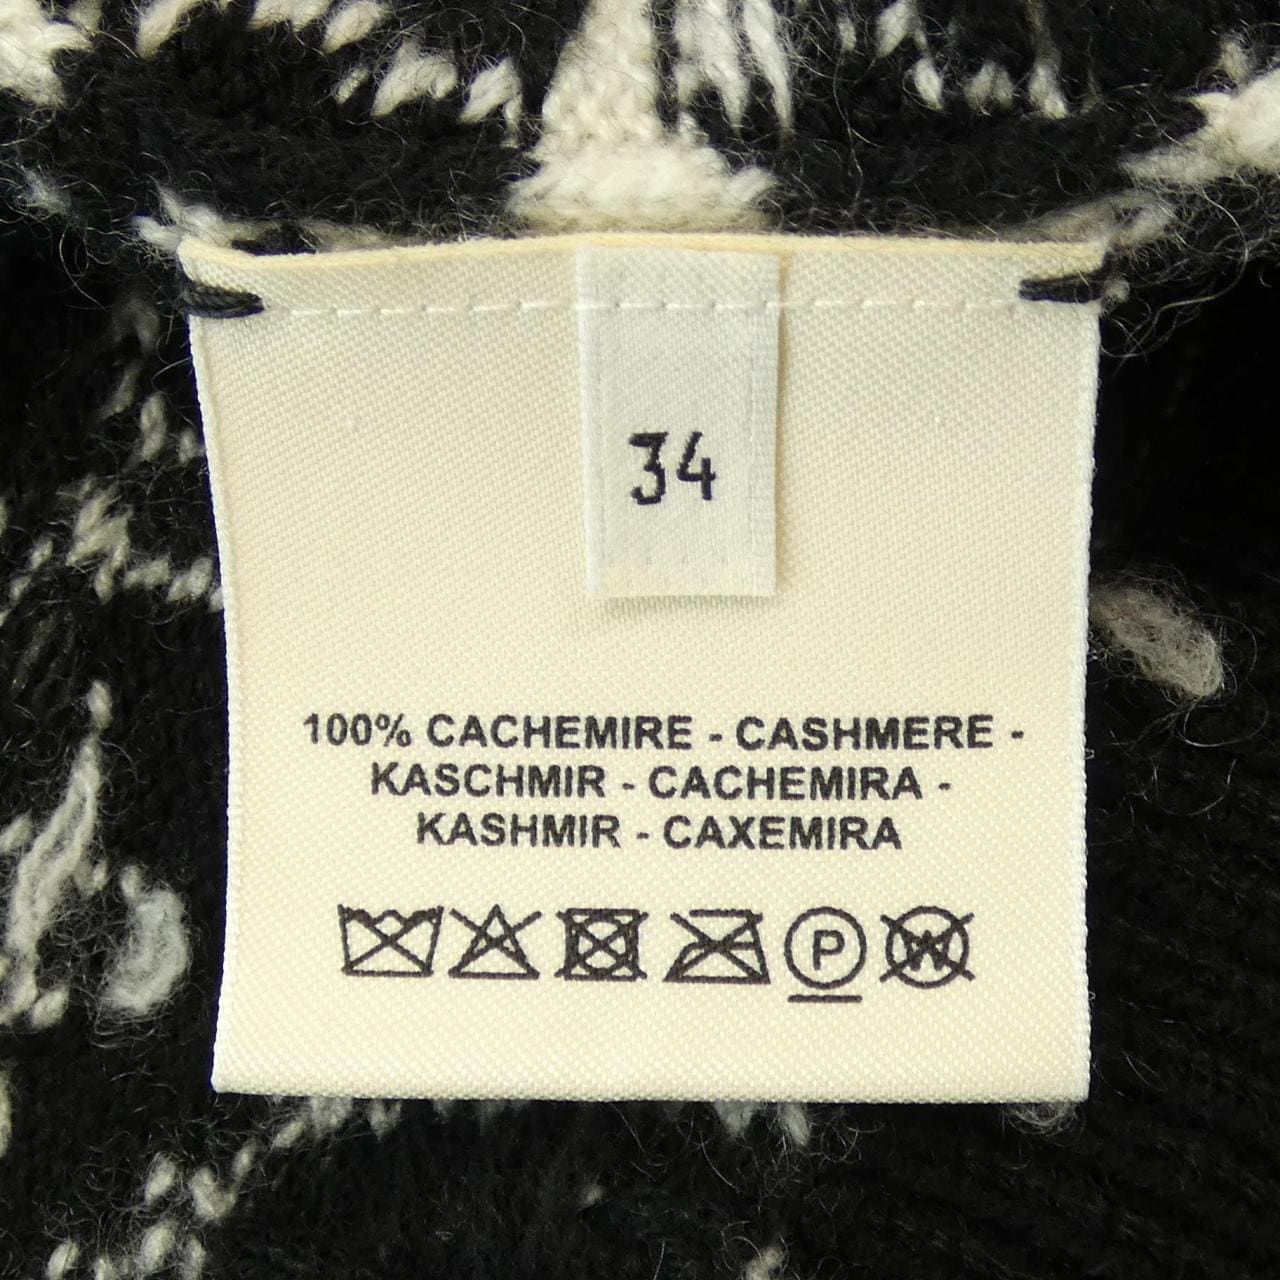 34
100% CACHEMIRE - CASHMERE -
KASCHMIR - CACHEMIRA -
KASHMIR - CAXEMIRA
P W